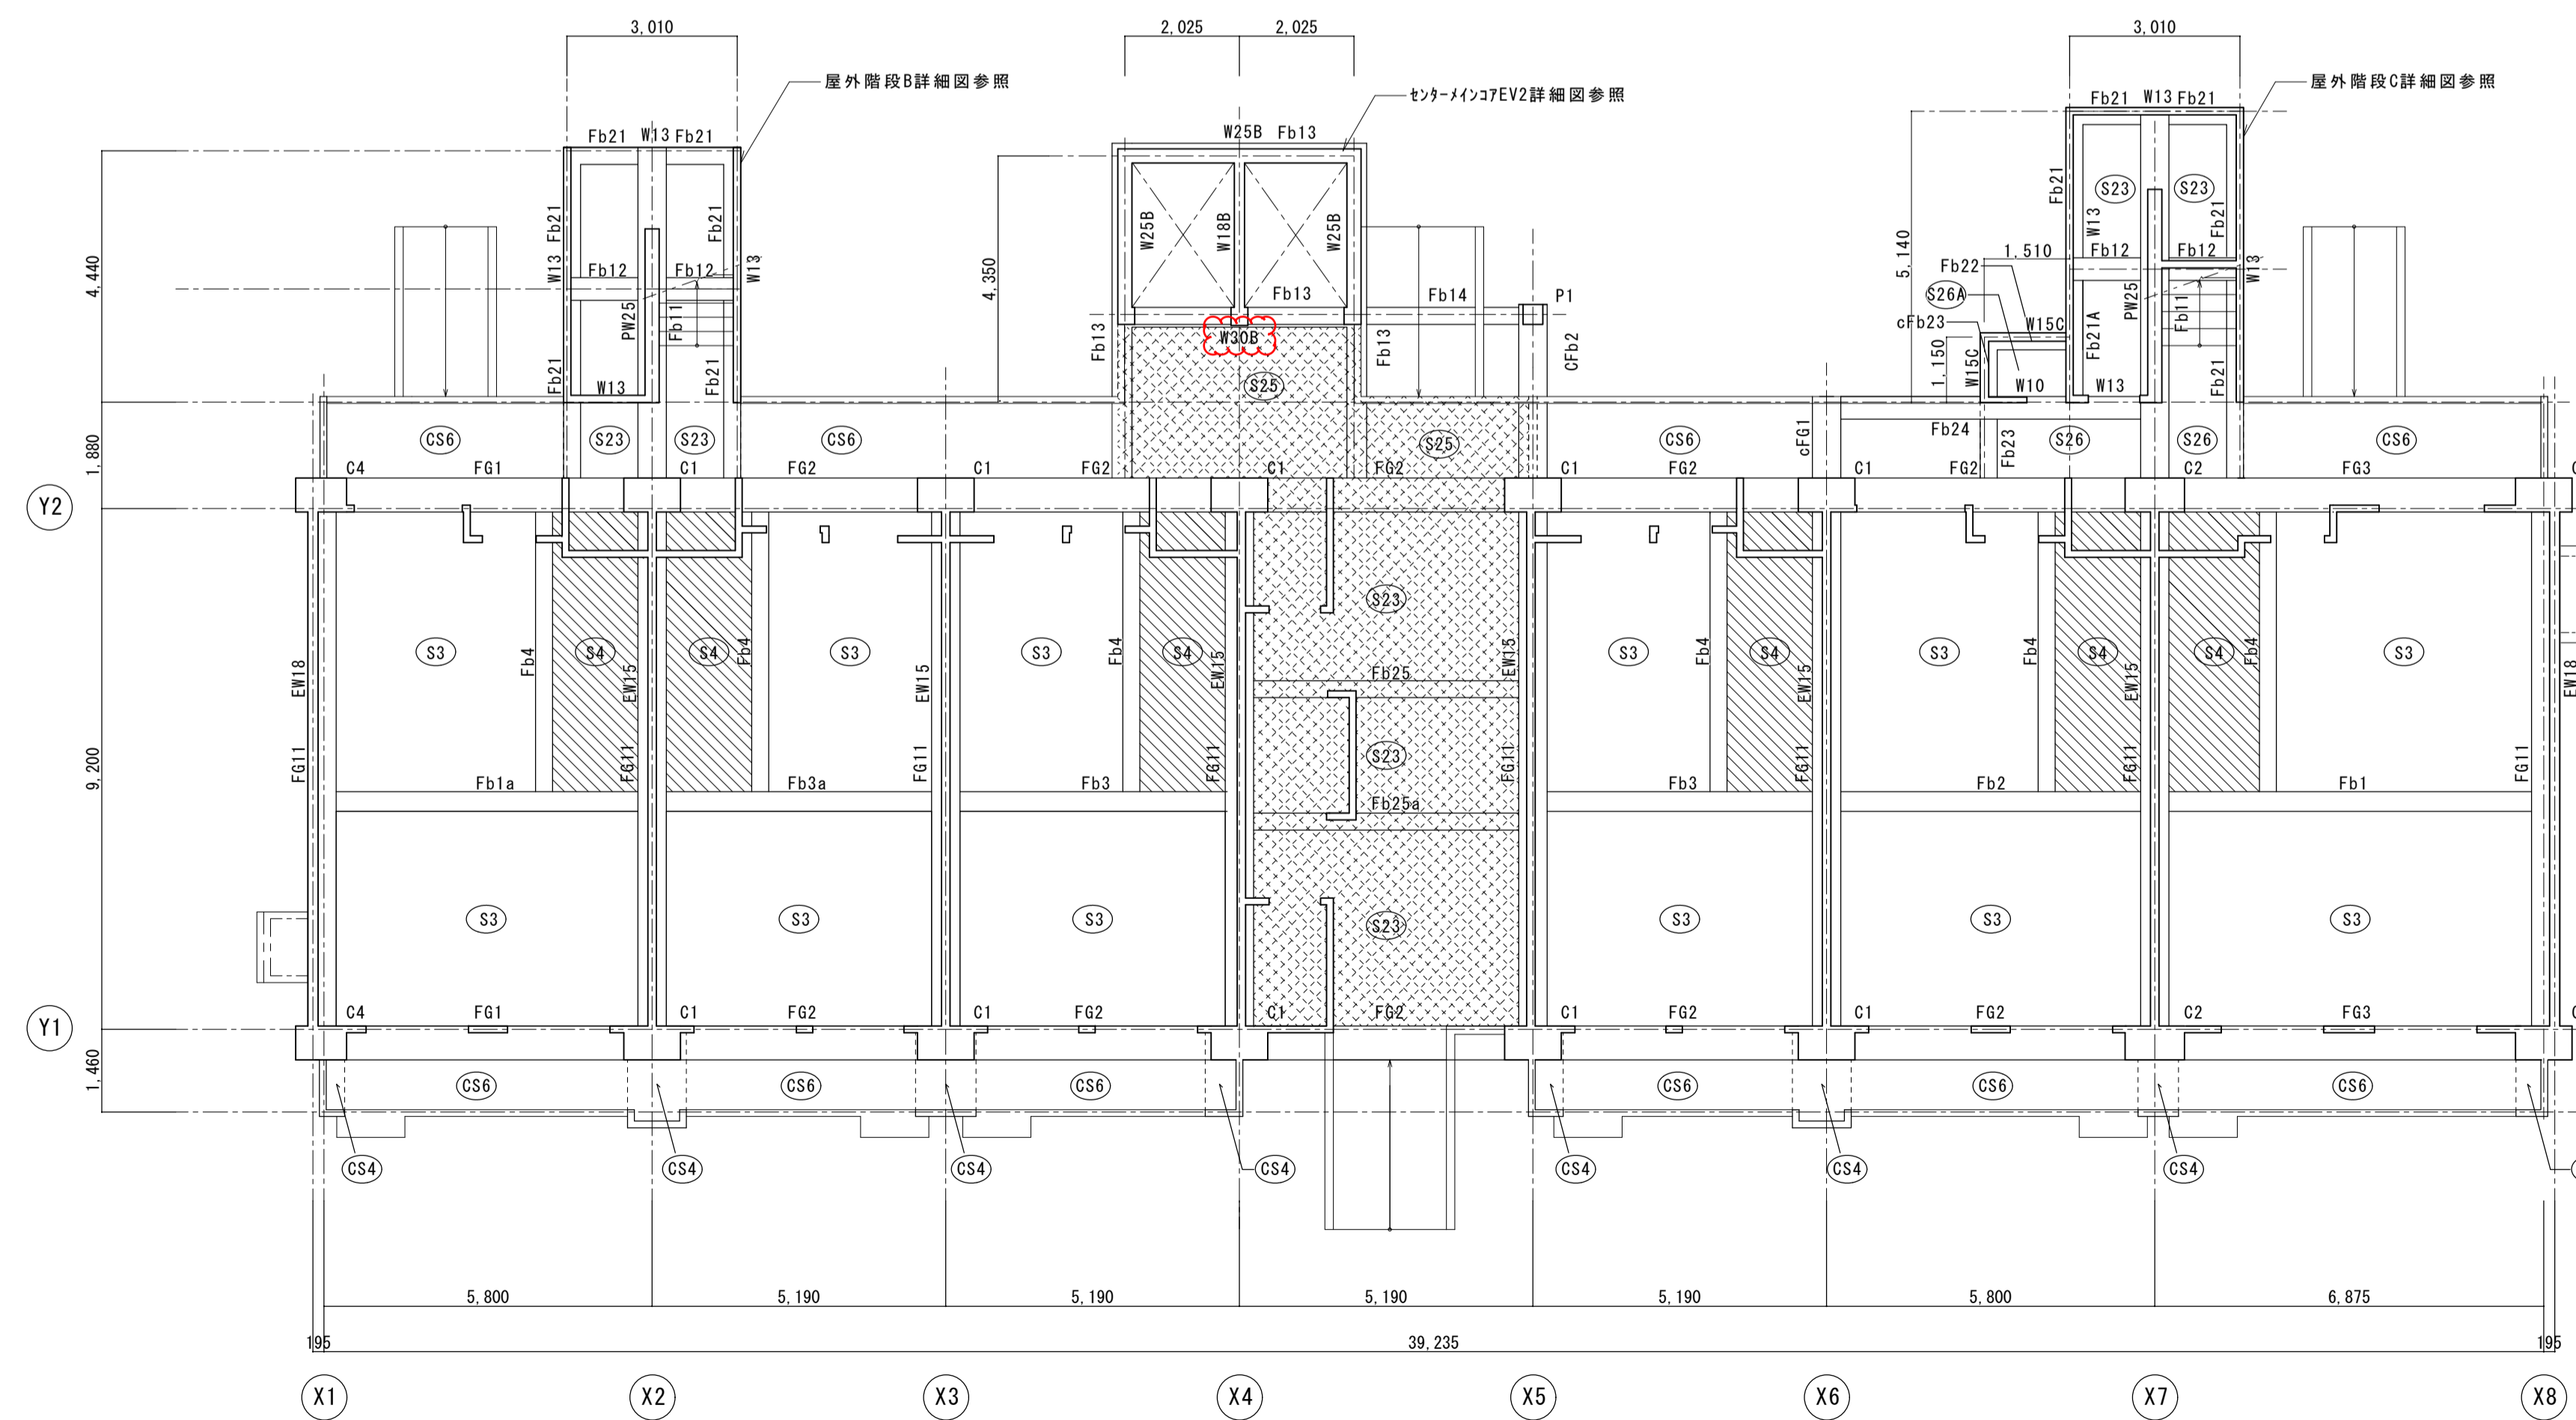 3,010
2,025
2,025
3,010
屋外階段B詳細図参照
センターメインコアEV2詳細図参照
屋外階段C詳細図参照
Fb21 W13 Fb21
W25B Fb13
Fb21 W13 Fb21
4,440
W13 Fb21
Fb21
W13
Fb12
Fb12
PW25
Fb11
Fb21
W13
Fb21
4,350
W25B
W18B
W25B
Fb13
Fb14
P1
Fb13
W30B
Fb13
CFb2
S25
5,140
Fb21
S23
S23
W13
Fb21
1,510
Fb12
Fb12
Fb22
S26A
cFb23
W15C
W15C
1,150
W10
W13
Fb21A
PW25
Fb11
W13
Fb21
1,880
CS6
S23
S23
CS6
S25
CS6
cFG1
Fb24
Fb23
S26
S26
CS6
C4
FG1
C1
FG2
C1
FG2
C1
FG2
C1
FG2
C1
FG2
C2
FG3
Y2
9,200
EW18
S3
Fb4
S4
EW15
S4
Fb4
S3
EW15
S3
Fb4
S4
EW15
S23
EW15
S3
Fb4
S4
EW15
S3
Fb4
S4
EW15
S4
Fb4
S3
EW18
Fb25
FG11
Fb1a
FG11
Fb3a
FG11
Fb3
FG11
S23
FG11
Fb3
FG11
Fb2
FG11
Fb1
FG11
Fb25a
S3
S3
S3
S23
S3
S3
S3
C4
FG1
C1
FG2
C1
FG2
C1
FG2
C1
FG2
C1
FG2
C2
FG3
Y1
1,460
CS6
CS6
CS6
CS6
CS6
CS6
CS4
CS4
CS4
CS4
CS4
CS4
CS4
5,800
5,190
5,190
5,190
5,190
5,800
6,875
195
39,235
195
X1
X2
X3
X4
X5
X6
X7
X8